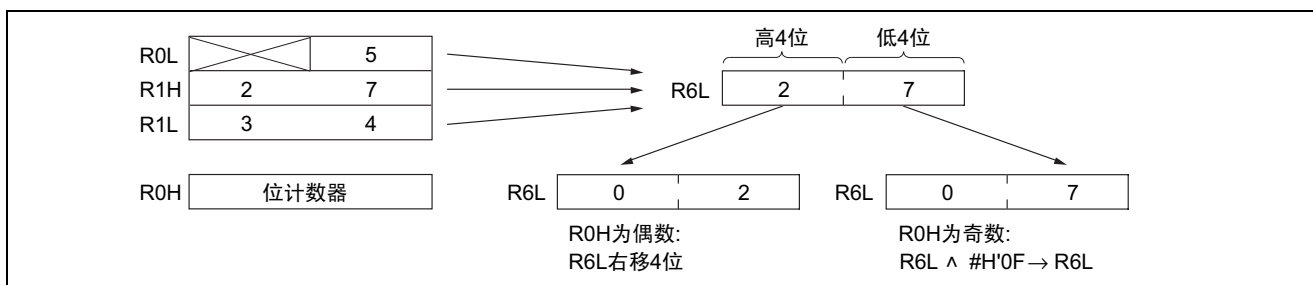 高4位 低4位
R0L 5
R1H 2 7
R6L 2 7
R1L 3 4
R0H 位计数器
R6L 0 2
R6L 0 7
R0H为偶数:
R6L右移4位
R0H为奇数:
R6L ∧ #H'0F → R6L